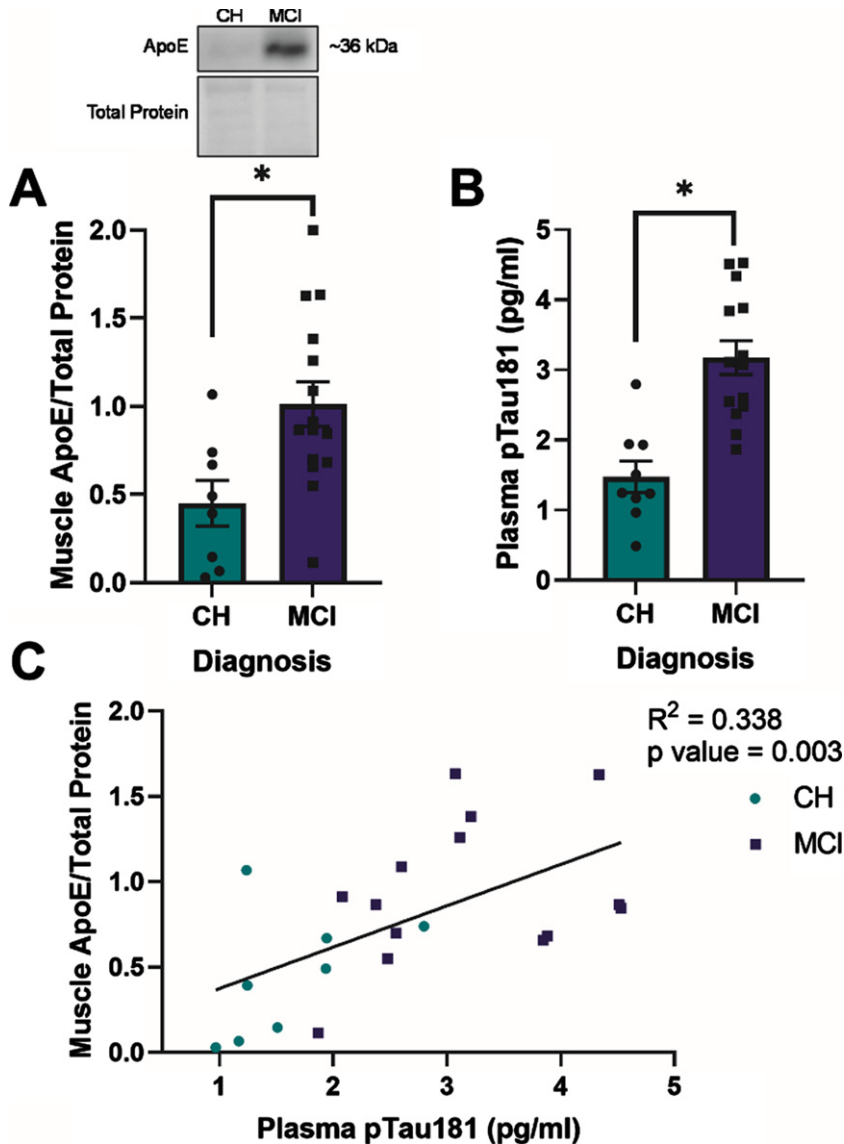 CH MCI
ApoE ~36 kDa
Total Protein
A
*
Muscle ApoE/Total Protein
2.0
1.5
1.0
0.5
0.0
CH MCI
Diagnosis
B
*
Plasma pTau181 (pg/ml)
5
4
3
2
1
0
CH MCI
Diagnosis
C
Muscle ApoE/Total Protein
2.0
1.5
1.0
0.5
0.0
1 2 3 4 5
Plasma pTau181 (pg/ml)
R² = 0.338
p value = 0.003
CH
MCI